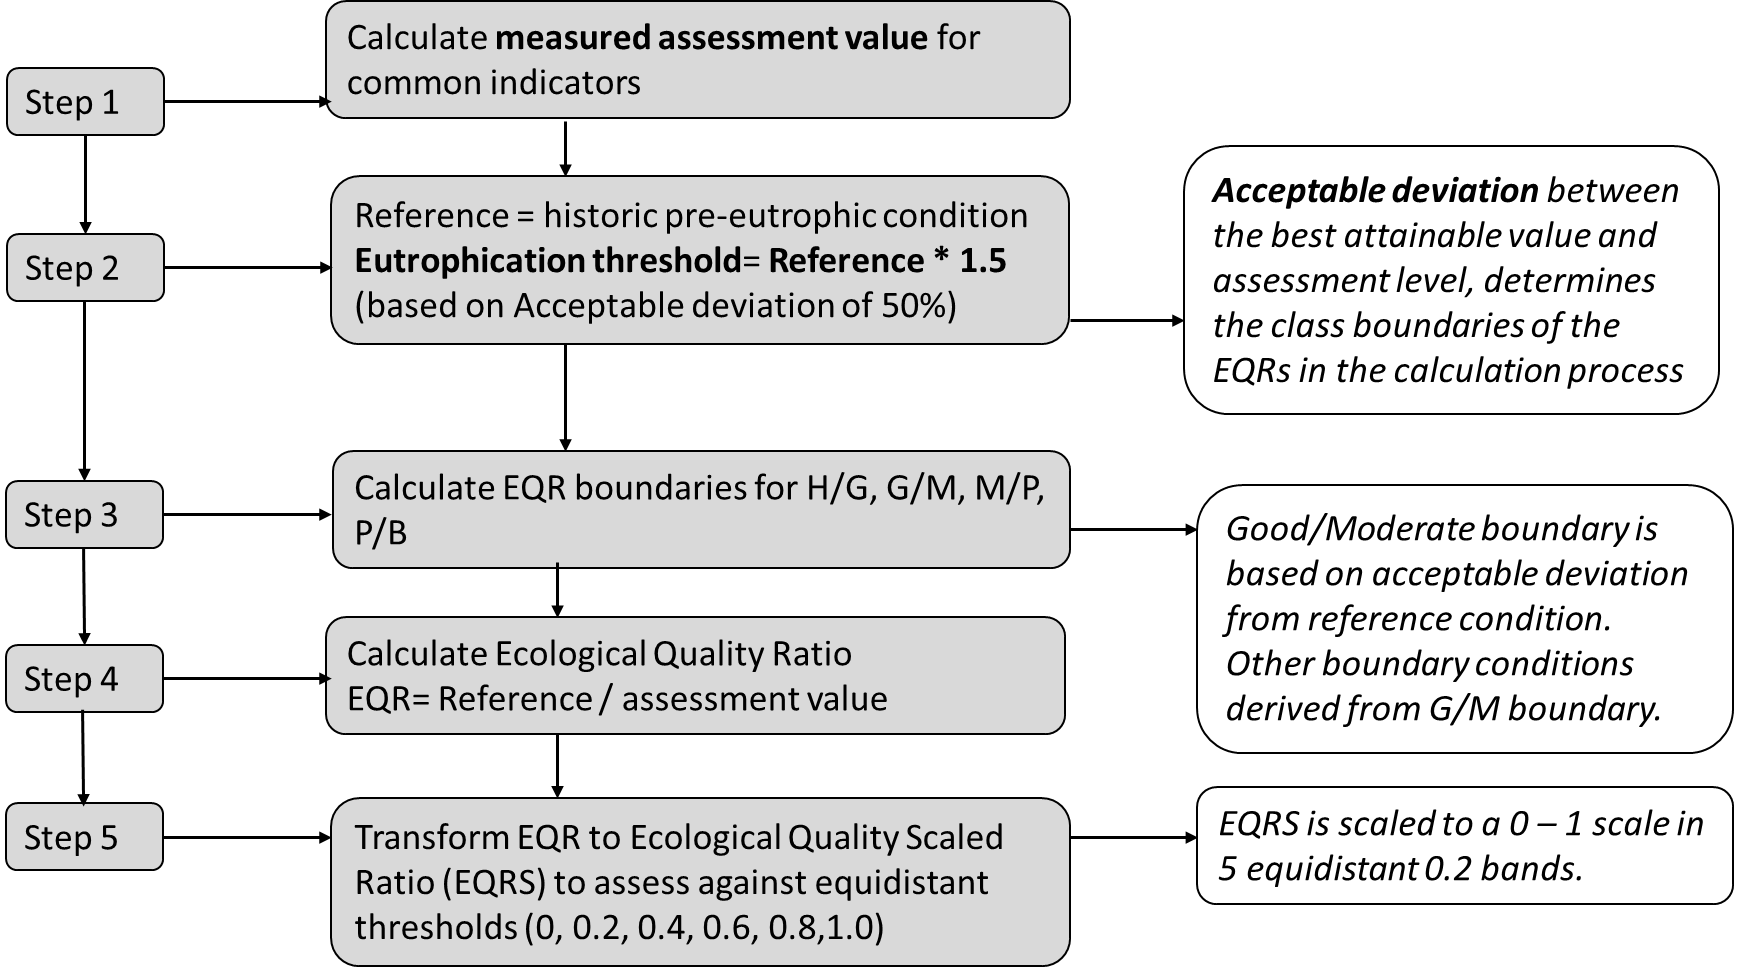 Step 1
Calculate measured assessment value for
common indicators
Step 2
Reference = historic pre-eutrophic condition
Eutrophication threshold= Reference * 1.5
(based on Acceptable deviation of 50%)
Acceptable deviation between
the best attainable value and
assessment level, determines
the class boundaries of the
EQRs in the calculation process
Step 3
Calculate EQR boundaries for H/G, G/M, M/P,
P/B
Good/Moderate boundary is
based on acceptable deviation
from reference condition.
Other boundary conditions
derived from G/M boundary.
Step 4
Calculate Ecological Quality Ratio
EQR= Reference / assessment value
Step 5
Transform EQR to Ecological Quality Scaled
Ratio (EQRS) to assess against equidistant
thresholds (0, 0.2, 0.4, 0.6, 0.8,1.0)
EQRS is scaled to a 0 – 1 scale in
5 equidistant 0.2 bands.